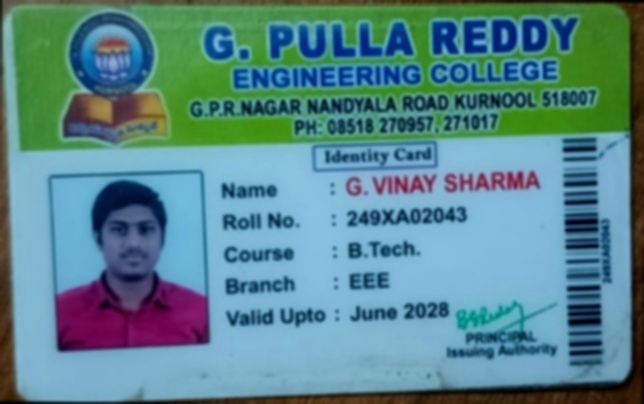 G. PULLA REDDY
ENGINEERING COLLEGE
G.P.R.NAGAR NANDYALA ROAD KURNOOL 518007
PH: 08518 270957, 271017
Identity Card
Name : G. VINAY SHARMA
Roll No. : 249XA02043
Course : B.Tech.
Branch : EEE
Valid Upto : June 2028
PRINCIPAL
Issuing Authority
249XA02043